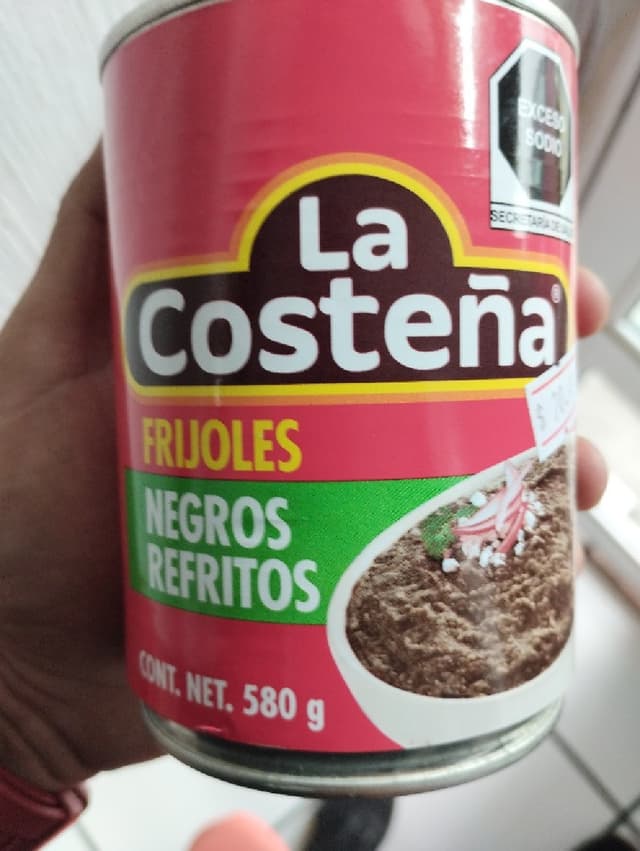 EXCESO
SODIO
SECRETARÍA DE
La
Costeña®
FRIJOLES
NEGROS
REFRITOS
CONT. NET. 580 g
$